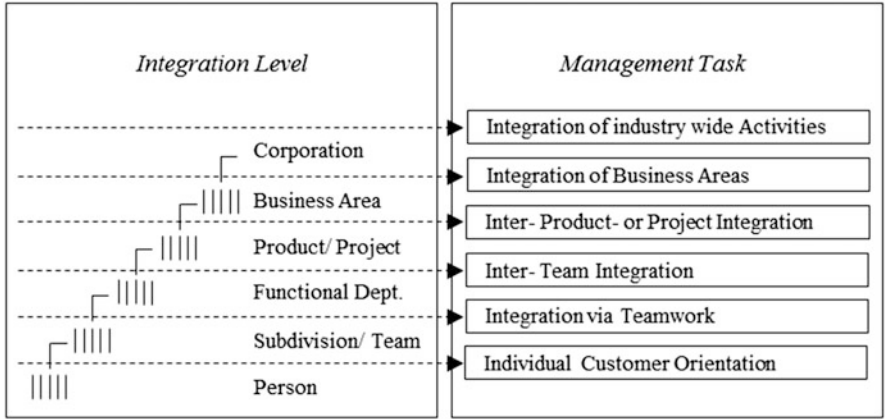 Integration Level
Corporation
Business Area
Product/ Project
Functional Dept.
Subdivision/ Team
Person
Management Task
Integration of industry wide Activities
Integration of Business Areas
Inter- Product- or Project Integration
Inter- Team Integration
Integration via Teamwork
Individual Customer Orientation